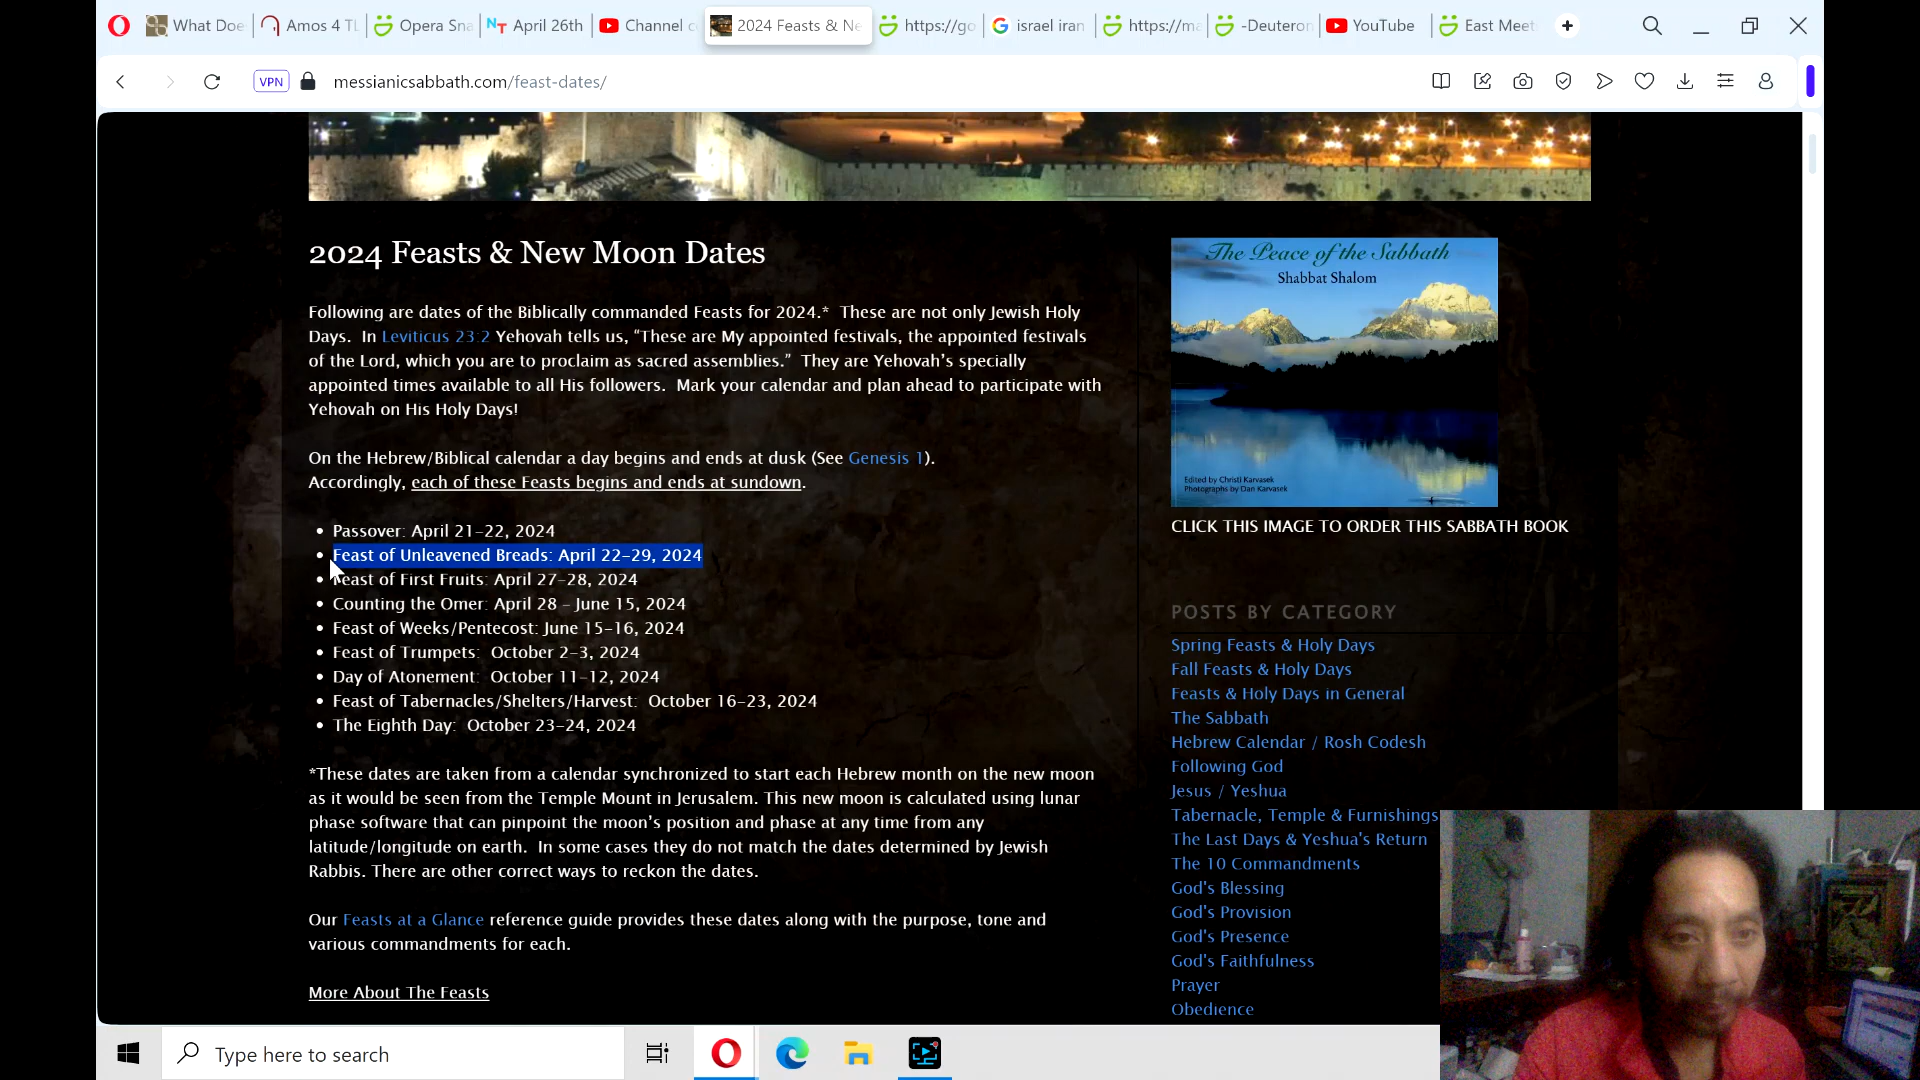 What Doe
Amos 4 TL
Opera Sna
April 26th
Channel c
2024 Feasts & Ne
https://go
israel iran
https://ma
-Deuteron
YouTube
East Meet
VPN
messianicsabbath.com/feast-dates/
2024 Feasts & New Moon Dates
Following are dates of the Biblically commanded Feasts for 2024.* These are not only Jewish Holy
Days. In Leviticus 23:2 Yehovah tells us, “These are My appointed festivals, the appointed festivals
of the Lord, which you are to proclaim as sacred assemblies.” They are Yehovah’s specially
appointed times available to all His followers. Mark your calendar and plan ahead to participate with
Yehovah on His Holy Days!
On the Hebrew/Biblical calendar a day begins and ends at dusk (See Genesis 1).
Accordingly, each of these Feasts begins and ends at sundown.
Passover: April 21–22, 2024
Feast of Unleavened Breads: April 22–29, 2024
Feast of First Fruits: April 27–28, 2024
Counting the Omer: April 28 – June 15, 2024
Feast of Weeks/Pentecost: June 15–16, 2024
Feast of Trumpets: October 2–3, 2024
Day of Atonement: October 11–12, 2024
Feast of Tabernacles/Shelters/Harvest: October 16–23, 2024
The Eighth Day: October 23–24, 2024
*These dates are taken from a calendar synchronized to start each Hebrew month on the new moon
as it would be seen from the Temple Mount in Jerusalem. This new moon is calculated using lunar
phase software that can pinpoint the moon’s position and phase at any time from any
latitude/longitude on earth. In some cases they do not match the dates determined by Jewish
Rabbis. There are other correct ways to reckon the dates.
Our Feasts at a Glance reference guide provides these dates along with the purpose, tone and
various commandments for each.
More About The Feasts
The Peace of the Sabbath
Shabbat Shalom
Edited by Christi Karvasek
Photographs by Dan Karvasek
CLICK THIS IMAGE TO ORDER THIS SABBATH BOOK
POSTS BY CATEGORY
Spring Feasts & Holy Days
Fall Feasts & Holy Days
Feasts & Holy Days in General
The Sabbath
Hebrew Calendar / Rosh Codesh
Following God
Jesus / Yeshua
Tabernacle, Temple & Furnishings
The Last Days & Yeshua's Return
The 10 Commandments
God's Blessing
God's Provision
God's Presence
God's Faithfulness
Prayer
Obedience
Type here to search